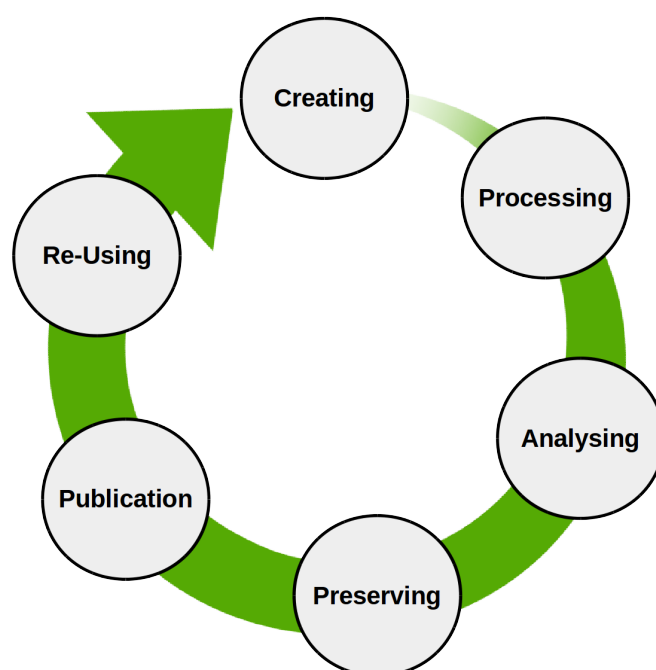 Creating
Processing
Analysing
Preserving
Publication
Re-Using